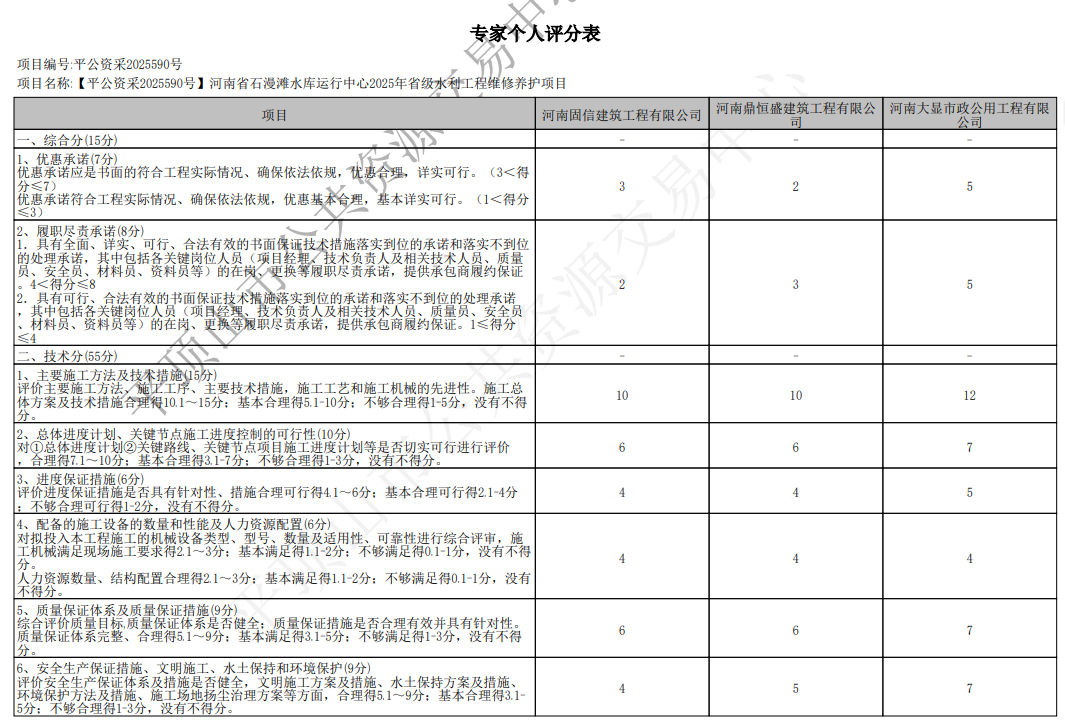 专家个人评分表
项目编号:平公资采2025590号
项目名称:【平公资采2025590号】河南省石漫滩水库运行中心2025年省级水利工程维修养护项目
项目 河南固信建筑工程有限公司 河南鼎恒盛建筑工程有限公司 河南大显市政公用工程有限公司
一、综合分(15分) - - -
1、优惠承诺(7分)
优惠承诺应是书面的符合工程实际情况、确保依法依规，优惠合理，详实可行。（3＜得
分≤7）
优惠承诺符合工程实际情况、确保依法依规，优惠基本合理，基本详实可行。（1＜得分
≤3）
3 2 5
2、履职尽责承诺(8分)
1．具有全面、详实、可行、合法有效的书面保证技术措施落实到位的承诺和落实不到位
的处理承诺，其中包括各关键岗位人员（项目经理、技术负责人及相关技术人员、质量
员、安全员、材料员、资料员等）的在岗、更换等履职尽责承诺，提供承包商履约保证
。4＜得分≤8
2．具有可行、合法有效的书面保证技术措施落实到位的承诺和落实不到位的处理承诺
，其中包括各关键岗位人员（项目经理、技术负责人及相关技术人员、质量员、安全员
、材料员、资料员等）的在岗、更换等履职尽责承诺，提供承包商履约保证。1≤得分
≤4
2 3 5
二、技术分(55分) - - -
1、主要施工方法及技术措施(15分)
评价主要施工方法，施工工序、主要技术措施，施工工艺和施工机械的先进性。施工总
体方案及技术措施合理得10.1～15分；基本合理得5.1-10分；不够合理得1-5分，没有不得
分。
10 10 12
2、总体进度计划、关键节点施工进度控制的可行性(10分)
对①总体进度计划②关键路线、关键节点项目施工进度计划等是否切实可行进行评价
，合理得7.1～10分；基本合理得3.1-7分；不够合理得1-3分，没有不得分。
6 6 7
3、进度保证措施(6分)
评价进度保证措施是否具有针对性、措施合理可行得4.1～6分；基本合理可行得2.1-4分
；不够合理可行得1-2分，没有不得分。
4 4 5
4、配备的施工设备的数量和性能及人力资源配置(6分)
对拟投入本工程施工的机械设备类型、型号、数量及适用性、可靠性进行综合评审，施
工机械满足现场施工要求得2.1～3分；基本满足得1.1-2分；不够满足得0.1-1分，没有不得
分。
人力资源数量、结构配置合理得2.1～3分；基本满足得1.1-2分；不够满足得0.1-1分，没有
不得分。
4 4 4
5、质量保证体系及质量保证措施(9分)
综合评价质量目标,质量保证体系是否健全；质量保证措施是否合理有效并具有针对性。
质量保证体系完整、合理得5.1～9分；基本满足得3.1-5分；不够满足得1-3分，没有不得
分。
6 6 7
6、安全生产保证措施、文明施工、水土保持和环境保护(9分)
评价安全生产保证体系及措施是否健全，文明施工方案及措施、水土保持方案及措施、
环境保护方法及措施、施工场地扬尘治理方案等方面，合理得5.1～9分；基本合理得3.1-
5分；不够合理得1-3分，没有不得分。
4 5 7
平顶山市公共资源交易中
平顶山市公共资源交易中心